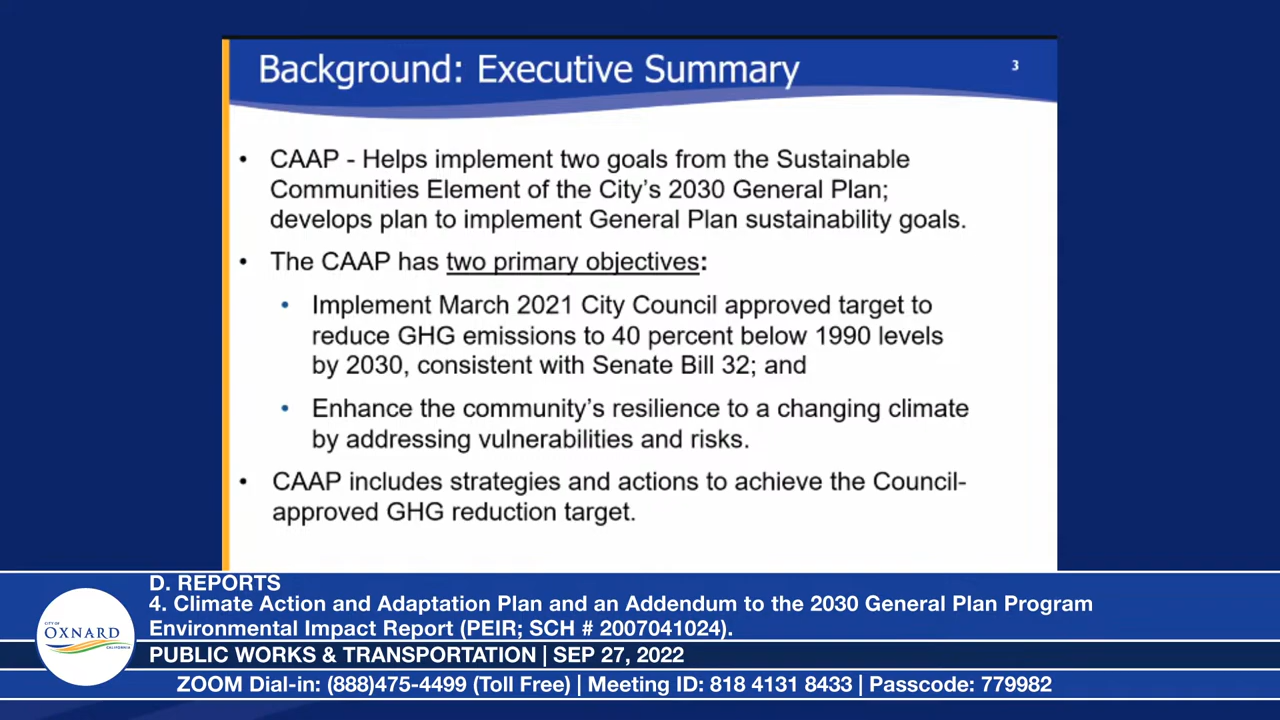 Background: Executive Summary
3
• CAAP - Helps implement two goals from the Sustainable
Communities Element of the City's 2030 General Plan;
develops plan to implement General Plan sustainability goals.
• The CAAP has two primary objectives:
• Implement March 2021 City Council approved target to
reduce GHG emissions to 40 percent below 1990 levels
by 2030, consistent with Senate Bill 32; and
• Enhance the community's resilience to a changing climate
by addressing vulnerabilities and risks.
• CAAP includes strategies and actions to achieve the Council-
approved GHG reduction target.
D. REPORTS
4. Climate Action and Adaptation Plan and an Addendum to the 2030 General Plan Program
Environmental Impact Report (PEIR; SCH # 2007041024).
CITY OF
OXNARD
CALIFORNIA
PUBLIC WORKS & TRANSPORTATION | SEP 27, 2022
ZOOM Dial-in: (888)475-4499 (Toll Free) | Meeting ID: 818 4131 8433 | Passcode: 779982